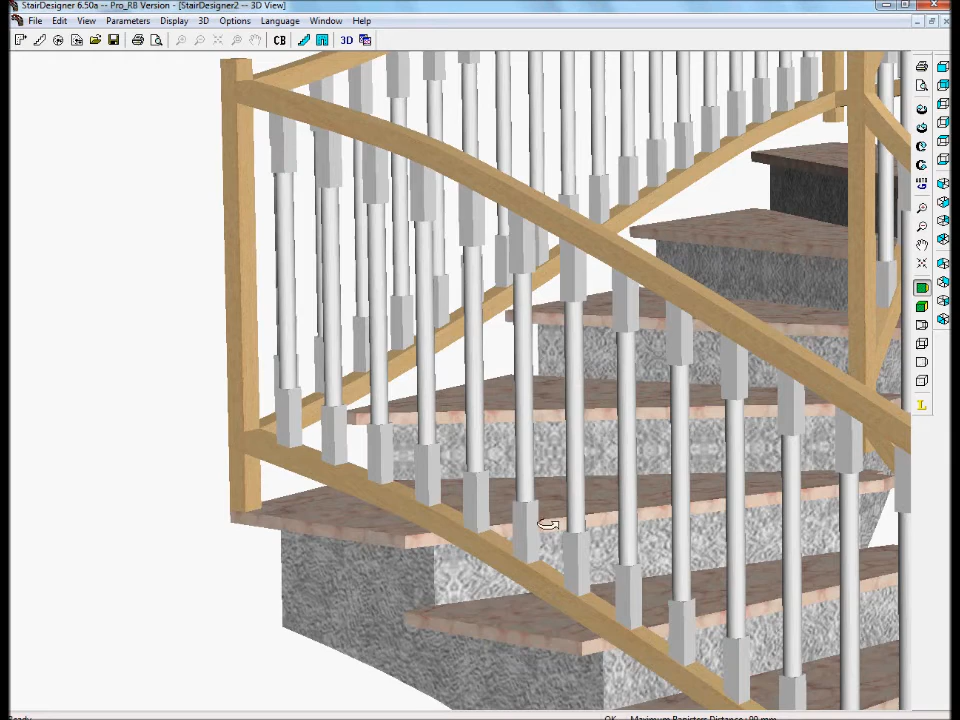 StairDesigner 6.50a -- Pro_RB Version - [StairDesigner2 -- 3D View]
File Edit View Parameters Display 3D Options Language Window Help
CB 3D
AUTO
L
Ready OK Maximum Banisters Distance : 99 mm